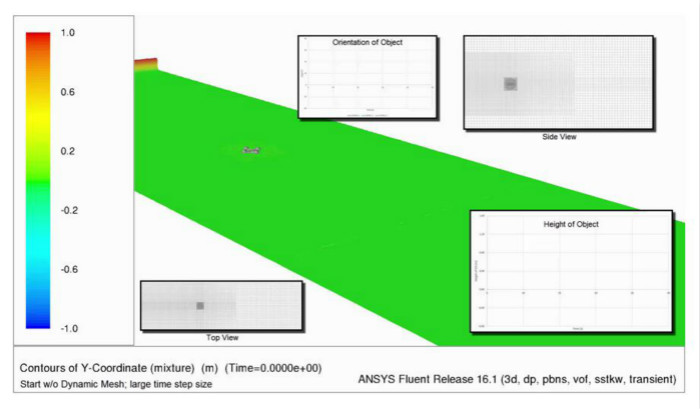 1.0
0.6
0.2
-0.2
-0.6
-1.0
Orientation of Object
Side View
Height of Object
Top View
Contours of Y-Coordinate (mixture) (m) (Time=0.0000e+00)
Start w/o Dynamic Mesh; large time step size
ANSYS Fluent Release 16.1 (3d, dp, pbns, vof, sstkw, transient)